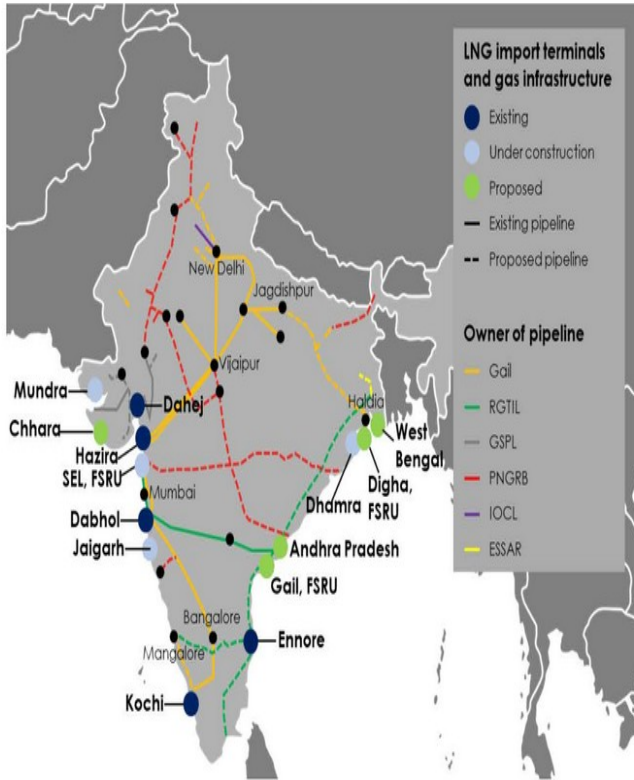 LNG import terminals
and gas infrastructure
Existing
Under construction
Proposed
Existing pipeline
Proposed pipeline
Owner of pipeline
Gail
RGTIL
GSPL
PNGRB
IOCL
ESSAR
New Delhi
Jagdishpur
Vijaipur
Mundra
Dahej
Chhara
Haldia
West
Bengal
Hazira
SEL, FSRU
Digha,
FSRU
Dhamra
Mumbai
Dabhol
Jaigarh
Andhra Pradesh
Gail, FSRU
Bangalore
Ennore
Mangalore
Kochi